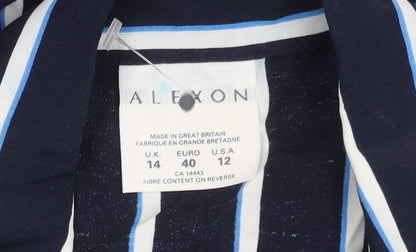 ALEXON
MADE IN GREAT BRITAIN
FABRIQUE EN GRANDE BRETAGNE
U.K. EURO U.S.A.
14 40 12
CA 14443
FIBRE CONTENT ON REVERSE